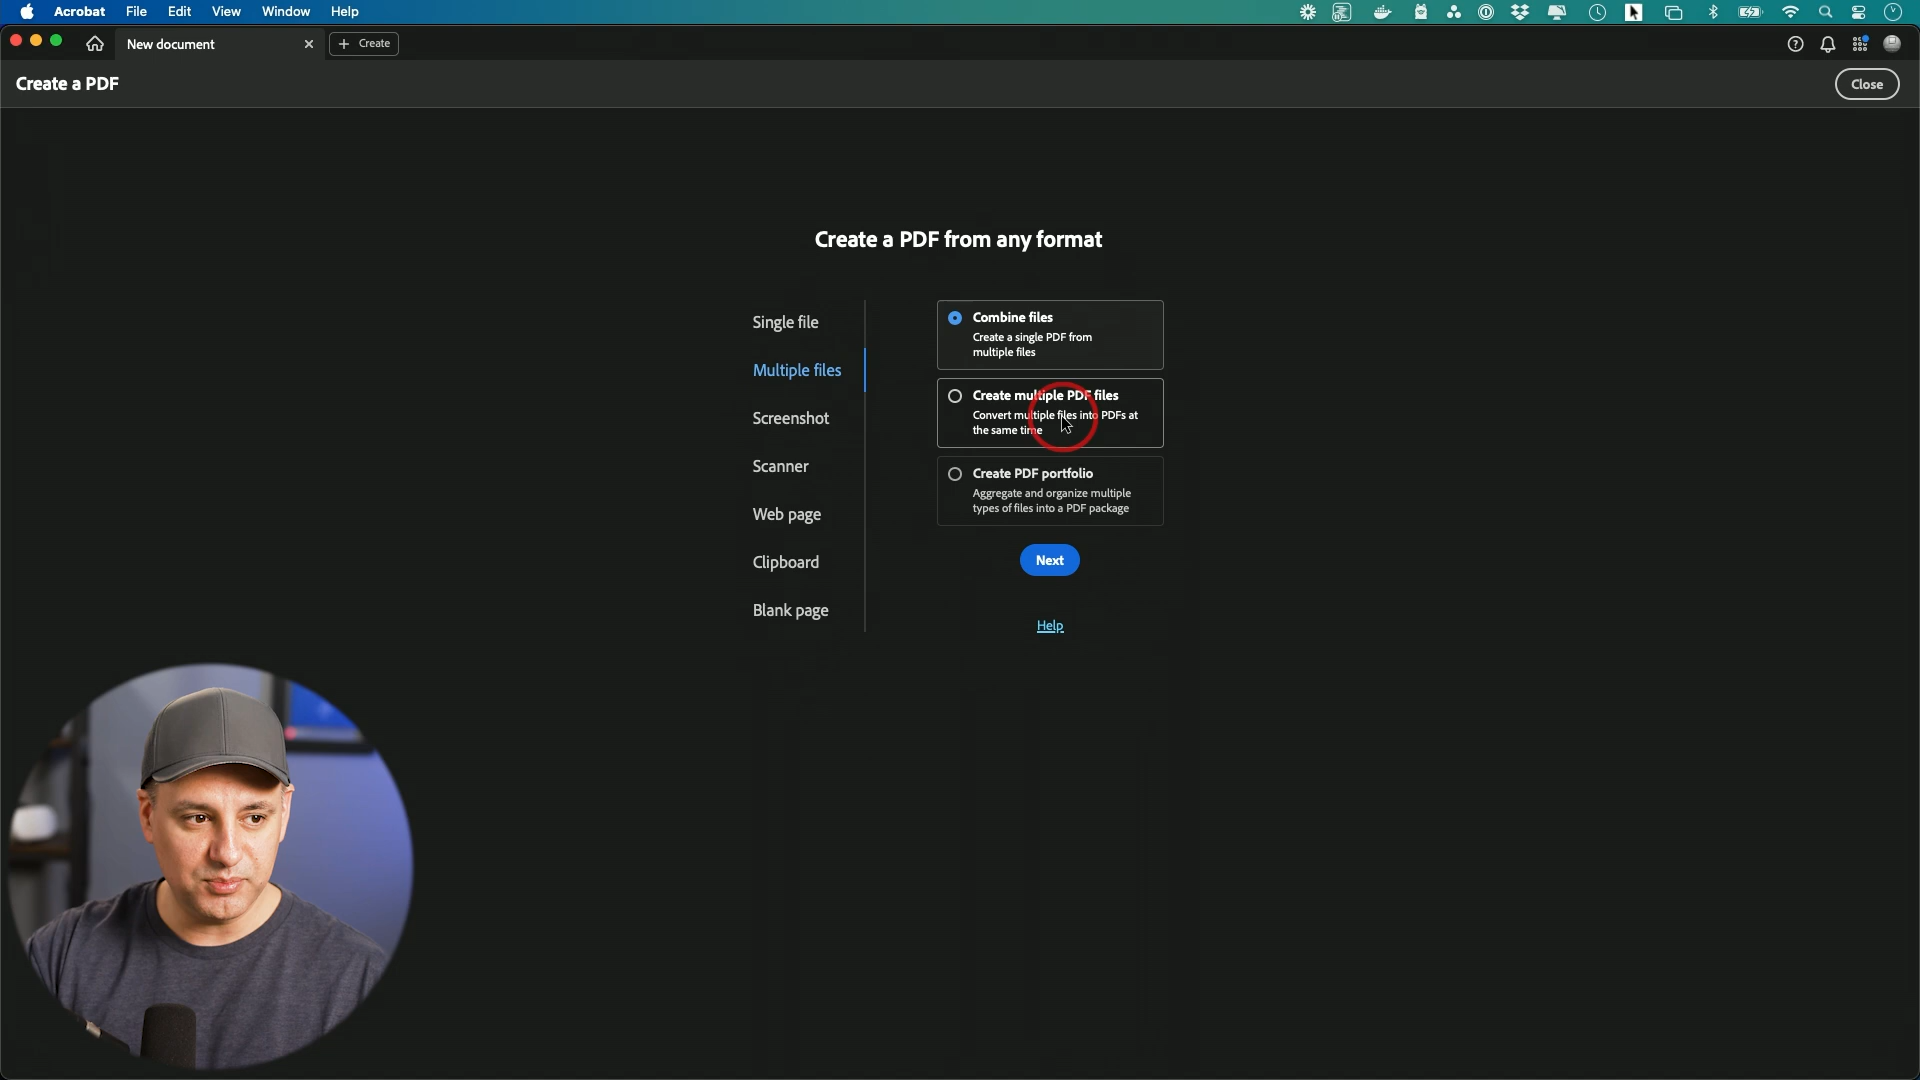 Acrobat File Edit View Window Help
New document
Create
Create a PDF
Close
Create a PDF from any format
Single file
Multiple files
Screenshot
Scanner
Web page
Clipboard
Blank page
Combine files
Create a single PDF from
multiple files
Create multiple PDF files
Convert multiple files into PDFs at
the same time
Create PDF portfolio
Aggregate and organize multiple
types of files into a PDF package
Next
Help